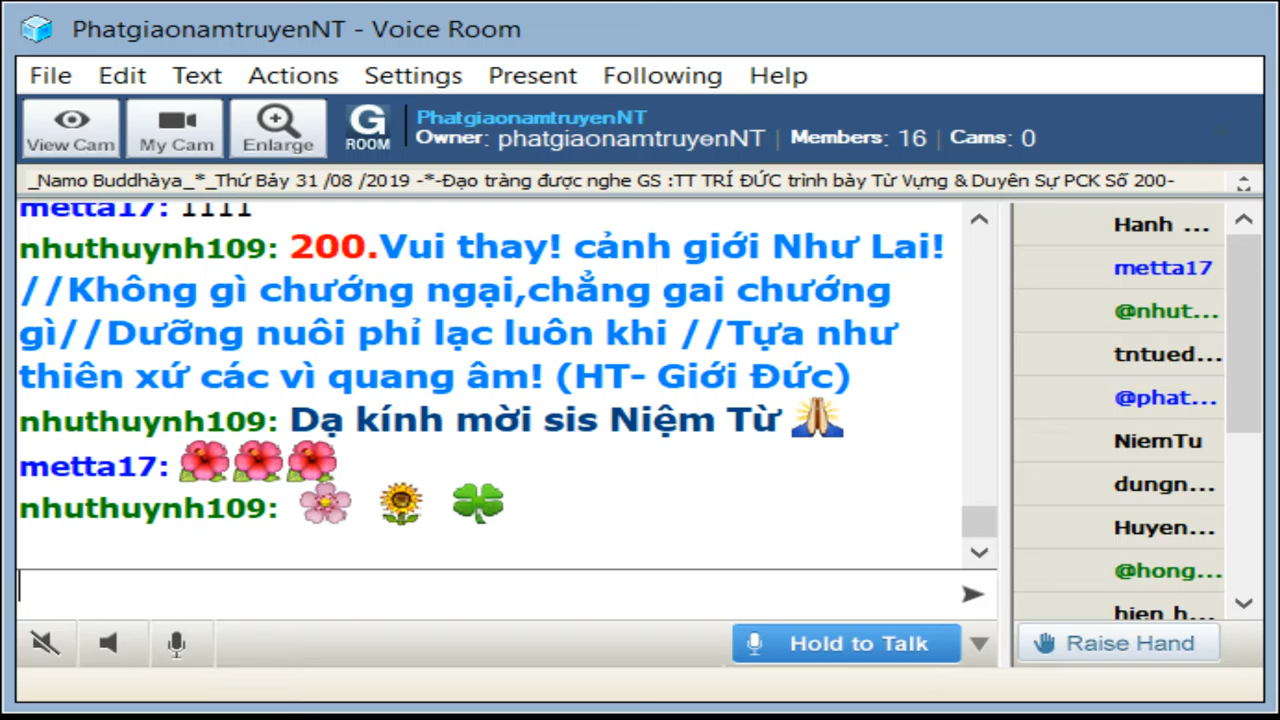 PhatgiaonamtruyenNT - Voice Room
File Edit Text Actions Settings Present Following Help
View Cam My Cam Enlarge G ROOM
PhatgiaonamtruyenNT
Owner: phatgiaonamtruyenNT | Members: 16 | Cams: 0
_Namo Buddhàya_*_Thứ Bảy 31 /08 /2019 -*-Đạo tràng được nghe GS :TT TRÍ ĐỨC trình bày Từ Vựng & Duyên Sự PCK Số 200-
metta17: 1111
nhuthuynh109: 200.Vui thay! cảnh giới Như Lai!
//Không gì chướng ngại,chẳng gai chướng
gì//Dưỡng nuôi phỉ lạc luôn khi //Tựa như
thiên xứ các vì quang âm! (HT- Giới Đức)
nhuthuynh109: Dạ kính mời sis Niệm Từ
metta17:
nhuthuynh109:
Hanh ...
metta17
@nhut...
tntued...
@phat...
NiemTu
dungn...
Huyen...
@hong...
hien h...
Hold to Talk
Raise Hand